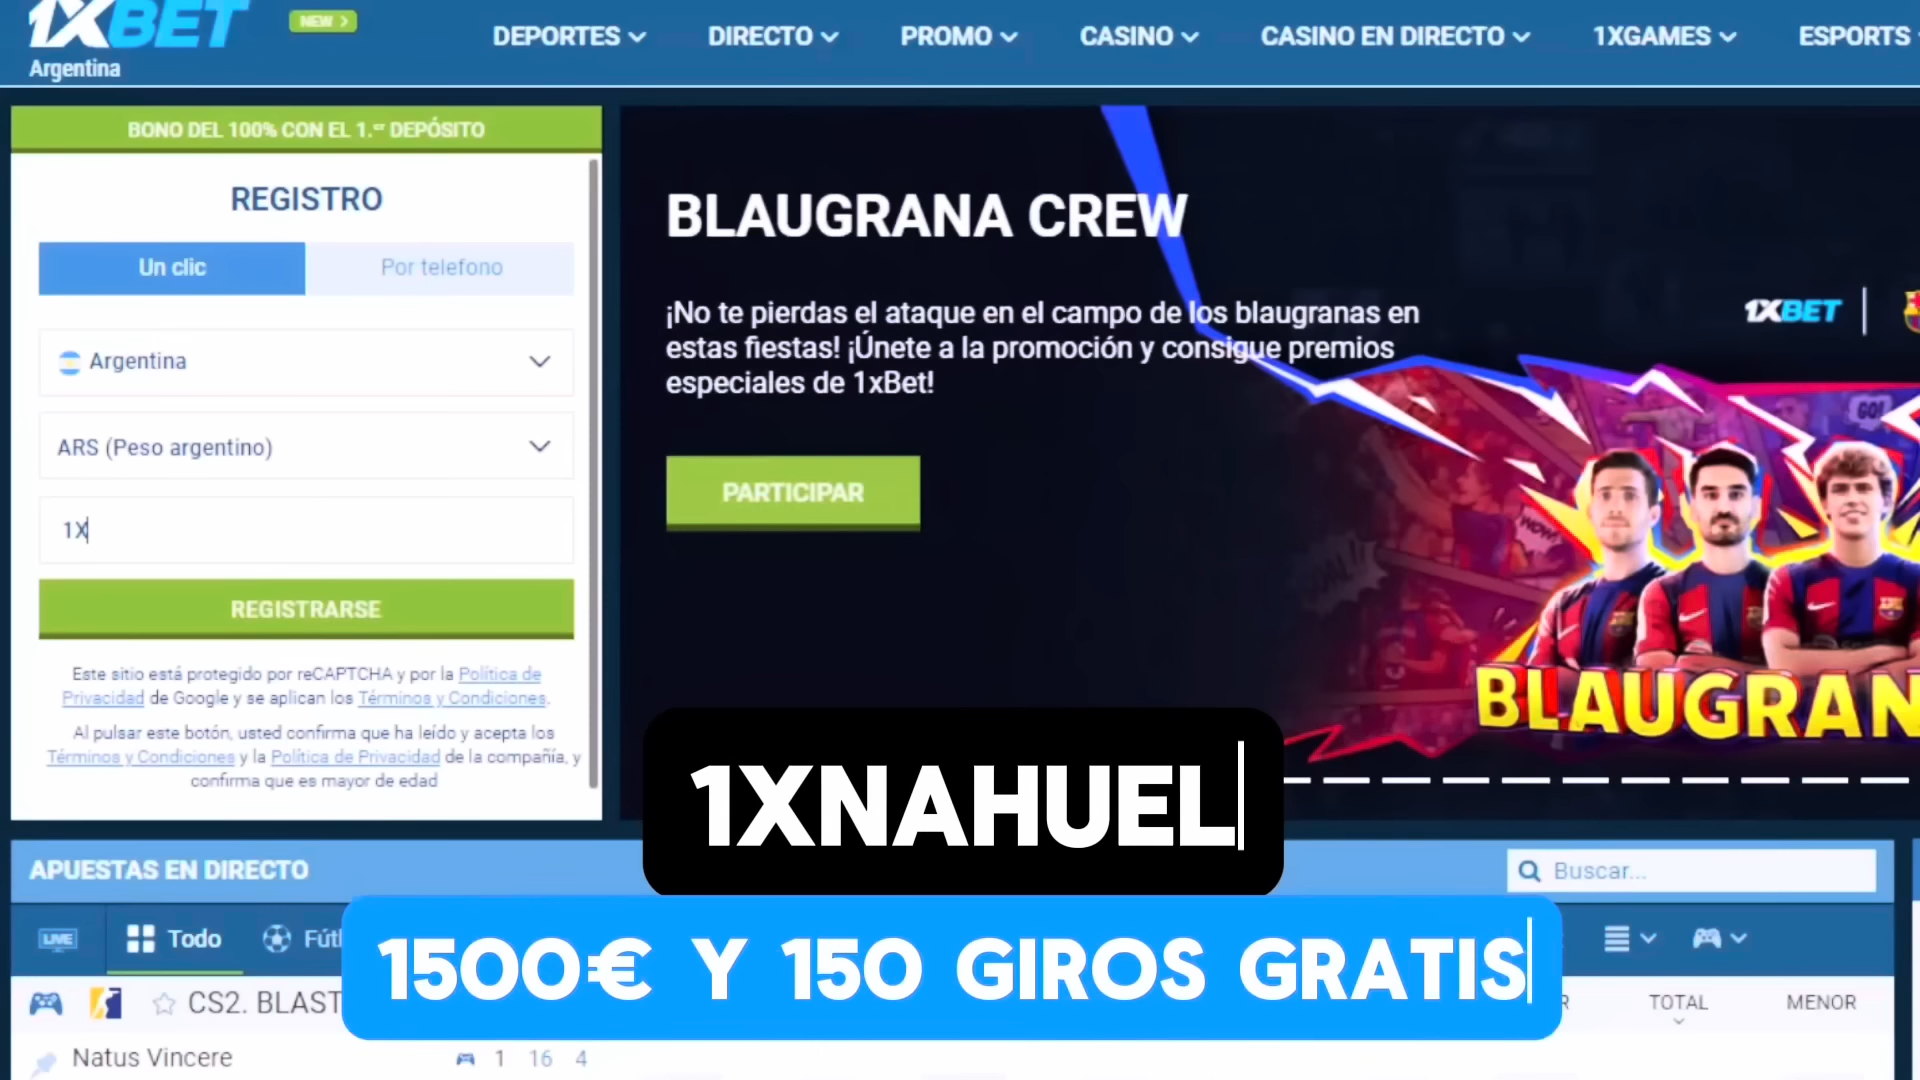 1XBET
NEW
Argentina
DEPORTES
DIRECTO
PROMO
CASINO
CASINO EN DIRECTO
1XGAMES
ESPORTS
BONO DEL 100% CON EL 1.er DEPÓSITO
REGISTRO
Un clic
Por telefono
Argentina
ARS (Peso argentino)
1X
REGISTRARSE
Este sitio está protegido por reCAPTCHA y por la Política de
Privacidad de Google y se aplican los Términos y Condiciones.
Al pulsar este botón, usted confirma que ha leído y acepta los
Términos y Condiciones y la Política de Privacidad de la compañía, y
confirma que es mayor de edad
BLAUGRANA CREW
¡No te pierdas el ataque en el campo de los blaugranas en
estas fiestas! ¡Únete a la promoción y consigue premios
especiales de 1xBet!
PARTICIPAR
1XBET
GO!
WOW!
BLAUGRAN
1XNAHUEL
1500€ Y 150 GIROS GRATIS
APUESTAS EN DIRECTO
Buscar...
LIVE
Todo
Fút
CS2. BLAST
R
TOTAL
MENOR
Natus Vincere
1 16 4